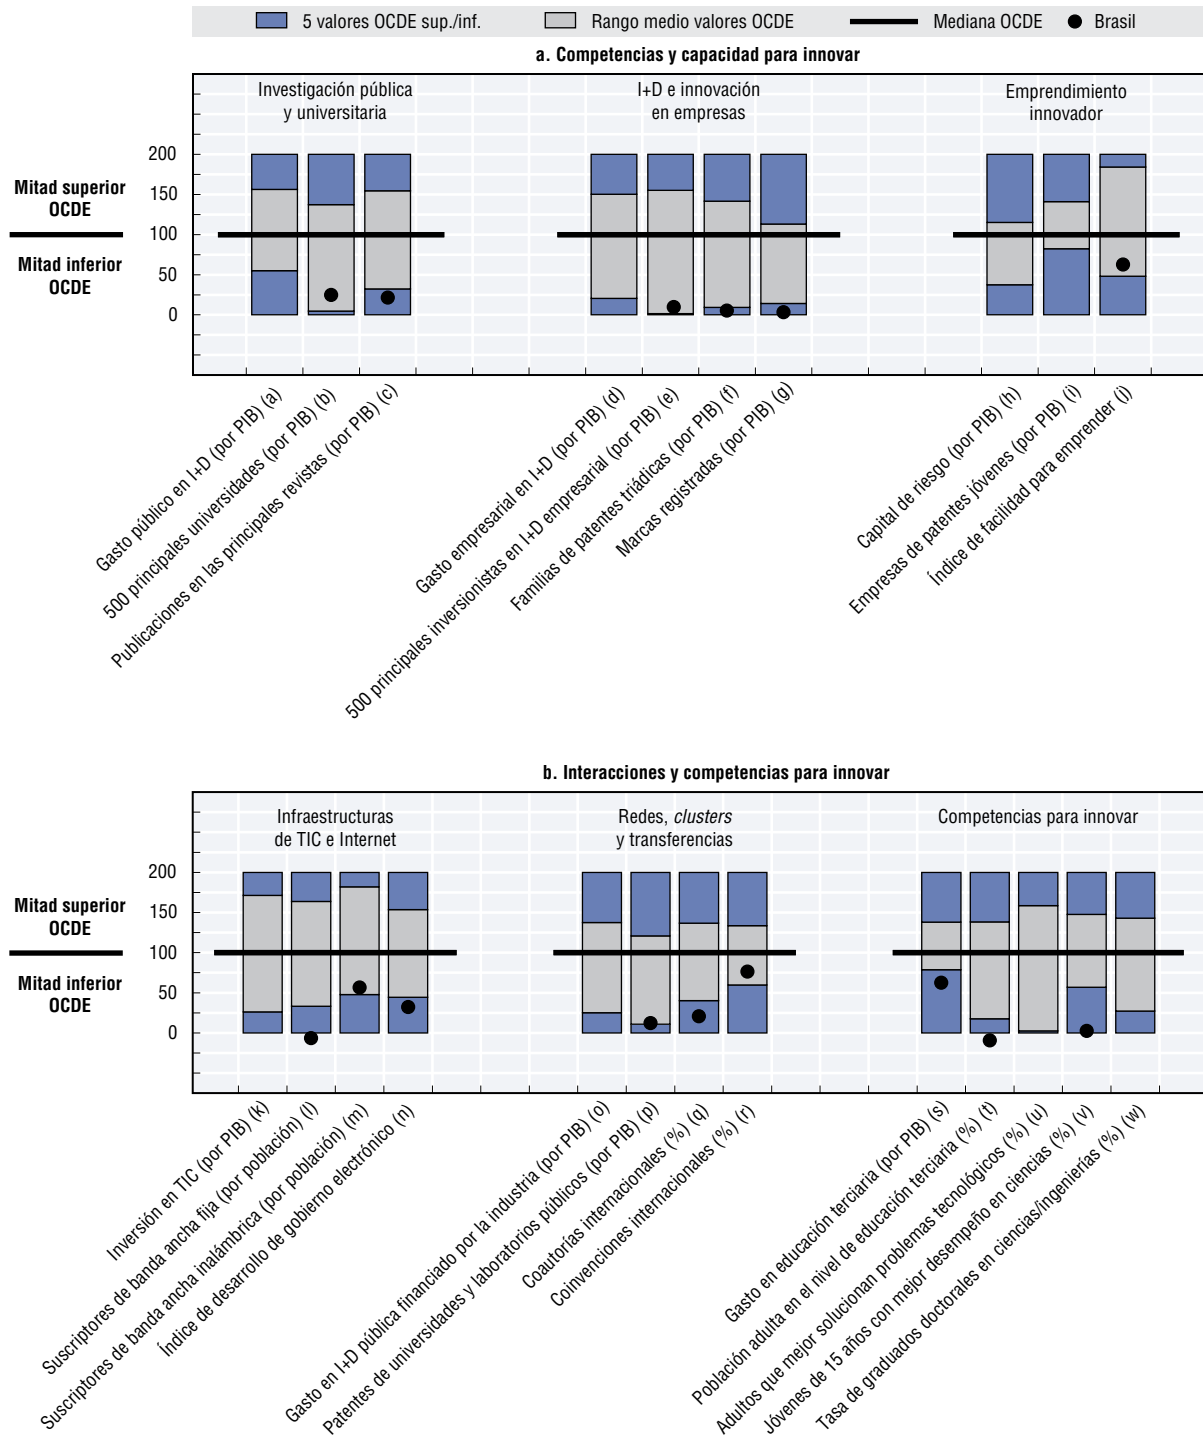 5 valores OCDE sup./inf.
Rango medio valores OCDE
Mediana OCDE
Brasil
a. Competencias y capacidad para innovar
Investigación pública
y universitaria
I+D e innovación
en empresas
Emprendimiento
innovador
200
150
100
50
0
Mitad superior
OCDE
Mitad inferior
OCDE
Gasto público en I+D (por PIB) (a)
500 principales universidades (por PIB) (b)
Publicaciones en las principales revistas (por PIB) (c)
Gasto empresarial en I+D (por PIB) (d)
500 principales inversionistas en I+D empresarial (por PIB) (e)
Familias de patentes triádicas (por PIB) (f)
Marcas registradas (por PIB) (g)
Capital de riesgo (por PIB) (h)
Empresas de patentes jóvenes (por PIB) (i)
Índice de facilidad para emprender (j)
b. Interacciones y competencias para innovar
Infraestructuras
de TIC e Internet
Redes, clusters
y transferencias
Competencias para innovar
200
150
100
50
0
Mitad superior
OCDE
Mitad inferior
OCDE
Inversión en TIC (por PIB) (k)
Suscriptores de banda ancha fija (por población) (l)
Suscriptores de banda ancha inalámbrica (por población) (m)
Índice de desarrollo de gobierno electrónico (n)
Gasto en I+D pública financiado por la industria (por PIB) (o)
Patentes de universidades y laboratorios públicos (por PIB) (p)
Coautorías internacionales (%) (q)
Coinvenciones internacionales (%) (r)
Gasto en educación terciaria (por PIB) (s)
Población adulta en el nivel de educación terciaria (%) (t)
Adultos que mejor solucionan problemas tecnológicos (%) (u)
Jóvenes de 15 años con mejor desempeño en ciencias (%) (v)
Tasa de graduados doctorales en ciencias/ingenierías (%) (w)